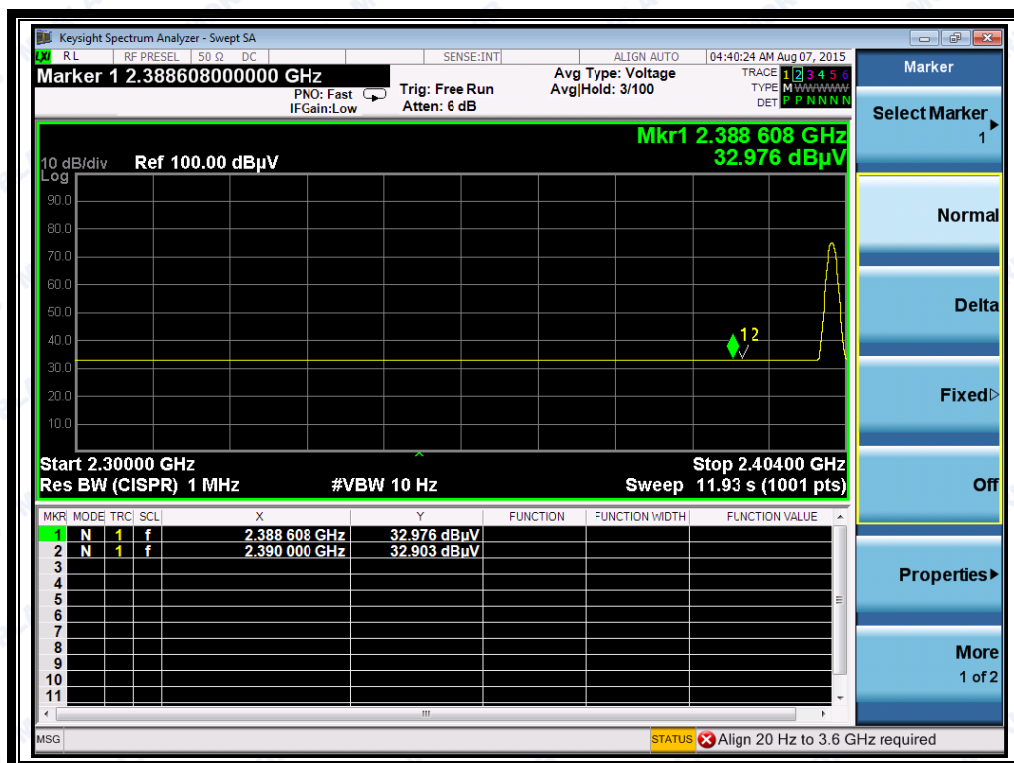 Keysight Spectrum Analyzer - Swept SA
LXI RL RF PRESEL 50 Ω DC SENSE:INT ALIGN AUTO 04:40:24 AM Aug 07, 2015
Marker 1 2.388608000000 GHz
PNO: Fast
IFGain:Low
Trig: Free Run
Atten: 6 dB
Avg Type: Voltage
Avg|Hold: 3/100
TRACE 1 2 3 4 5 6
TYPE M W W W W W
DET P P N N N N
Mkr1 2.388 608 GHz
32.976 dBµV
10 dB/div Ref 100.00 dBµV
Log
90.0
80.0
70.0
60.0
50.0
40.0
30.0
20.0
10.0
1 2
Start 2.30000 GHz Stop 2.40400 GHz
Res BW (CISPR) 1 MHz #VBW 10 Hz Sweep 11.93 s (1001 pts)
MKR MODE TRC SCL X Y FUNCTION FUNCTION WIDTH FUNCTION VALUE
1 N 1 f 2.388 608 GHz 32.976 dBµV
2 N 1 f 2.390 000 GHz 32.903 dBµV
3
4
5
6
7
8
9
10
11
MSG STATUS Align 20 Hz to 3.6 GHz required
Marker
Select Marker
1
Normal
Delta
Fixed
Off
Properties
More
1 of 2